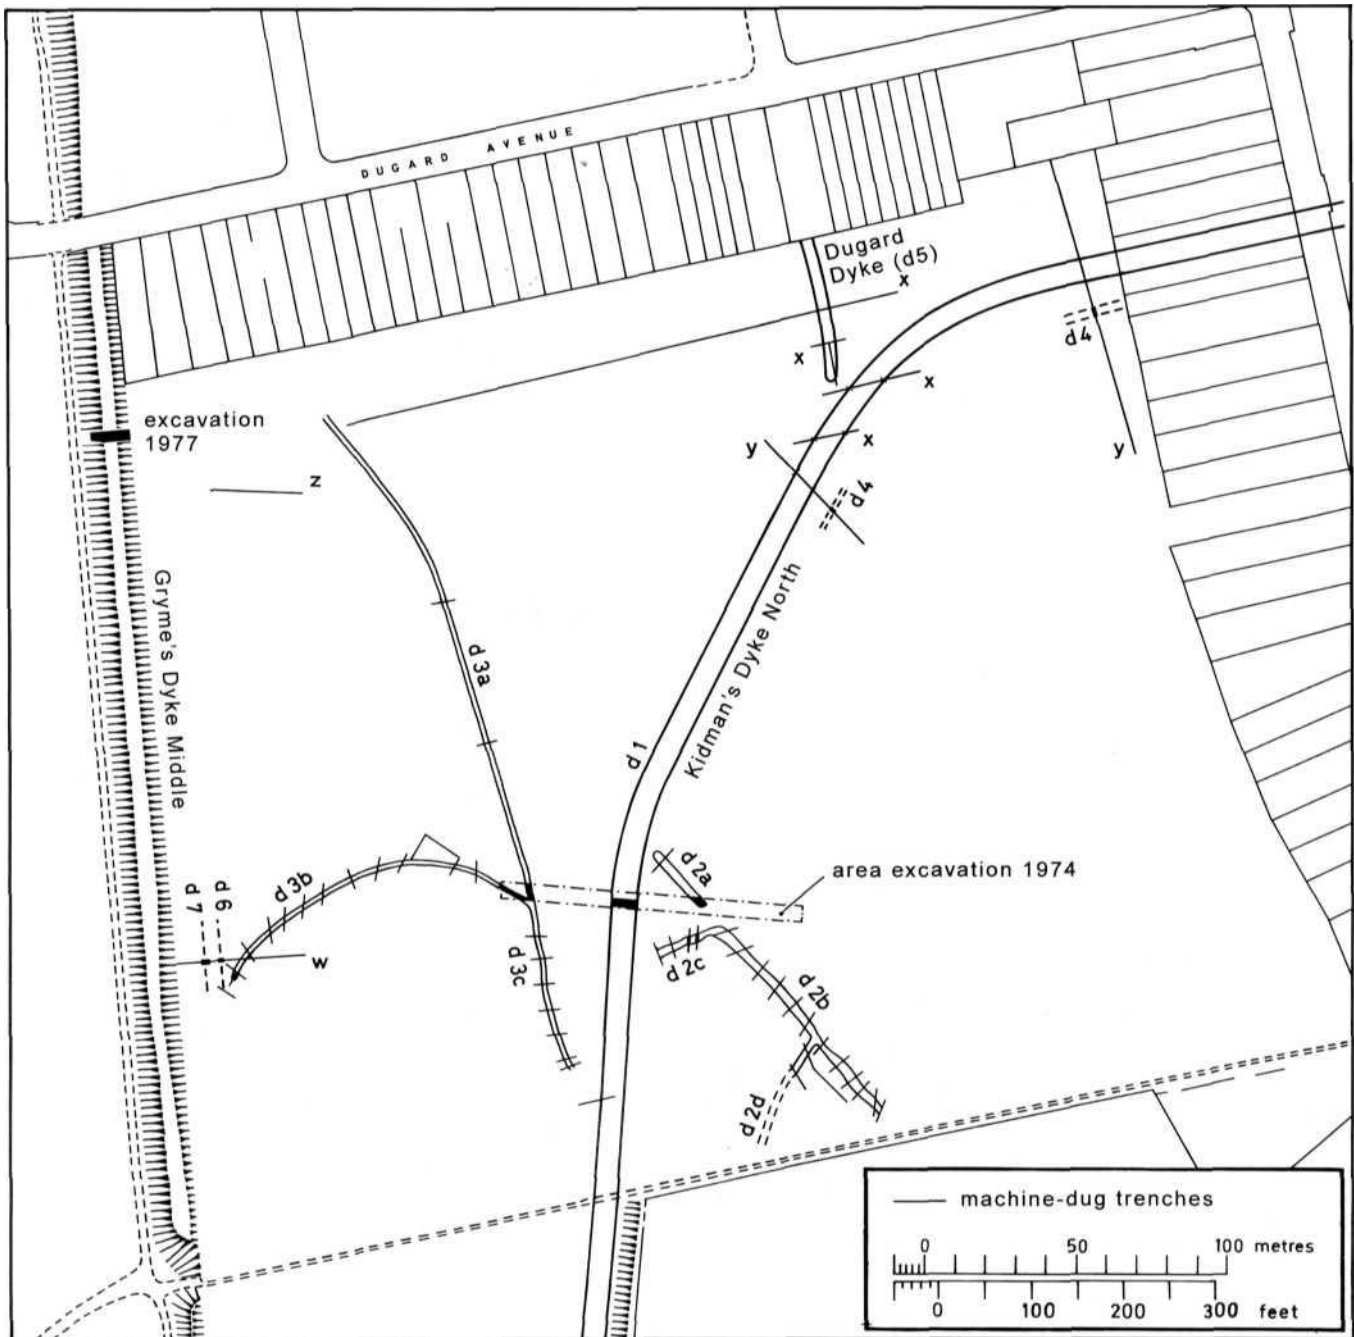 DUGARD AVENUE
Dugard
Dyke (d5)
x
x
d4
x
excavation
1977
x
y
y
z
d4
Gryme's Dyke Middle
d 3a
Kidman's Dyke North
d 1
d 2a
area excavation 1974
d 3b
d 7
d 6
w
d 3c
d 2c
d 2b
d 2d
machine-dug trenches
0 50 100 metres
0 100 200 300 feet